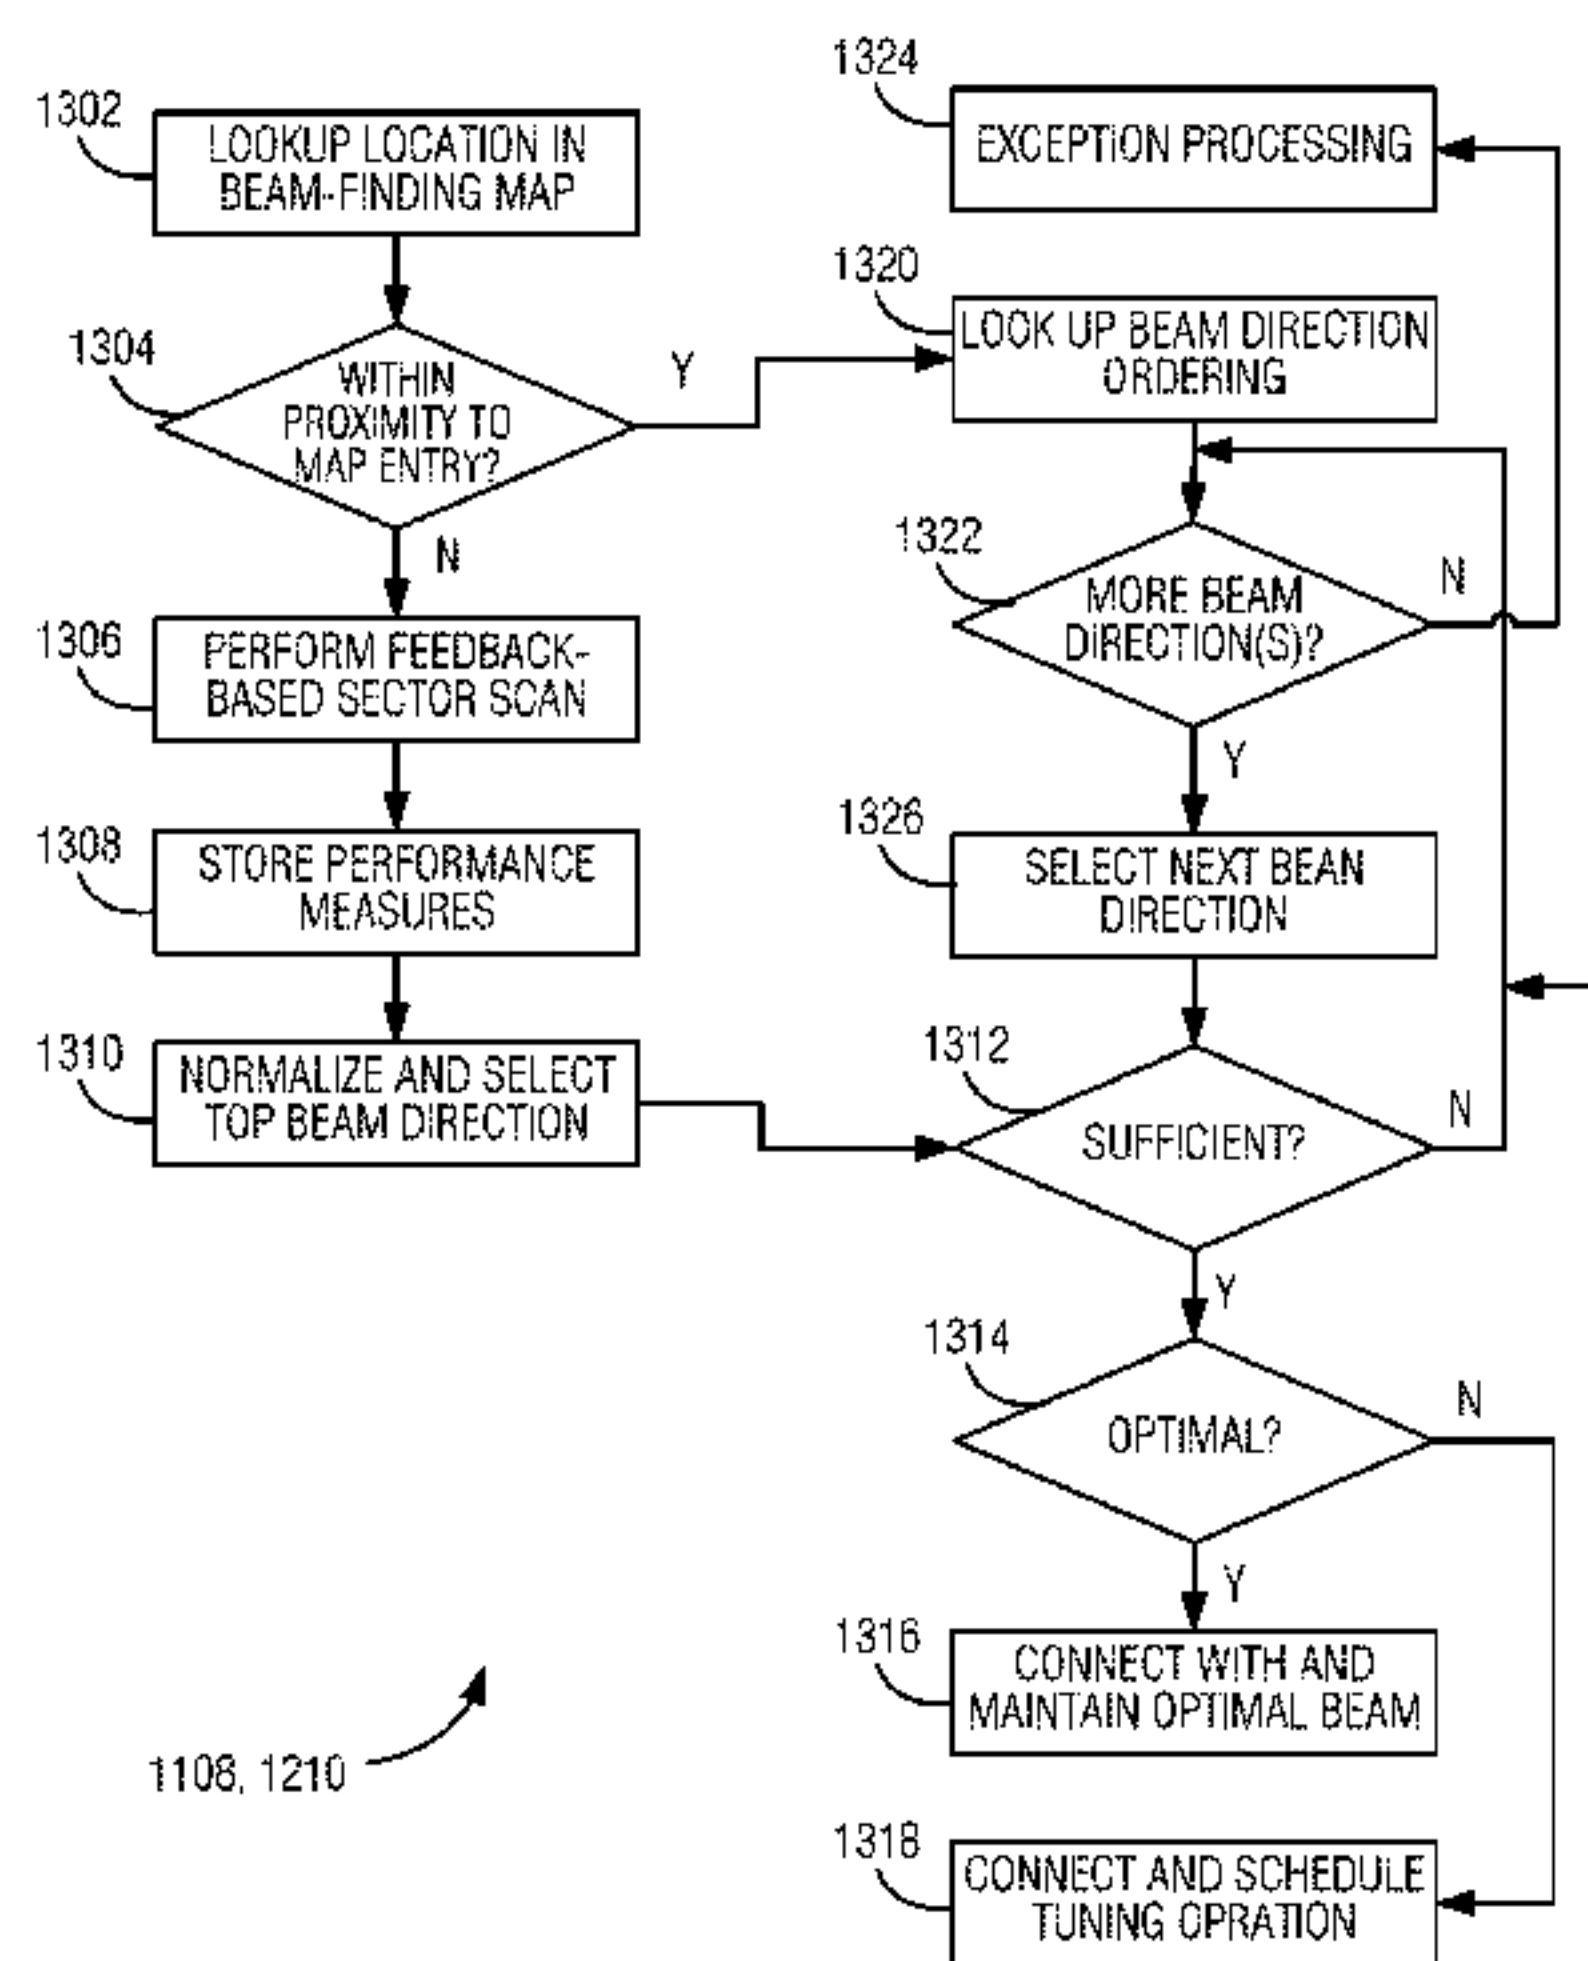 1302
LOOKUP LOCATION IN
BEAM-FINDING MAP
1304
WITHIN
PROXIMITY TO
MAP ENTRY?
Y
N
1306
PERFORM FEEDBACK-
BASED SECTOR SCAN
1308
STORE PERFORMANCE
MEASURES
1310
NORMALIZE AND SELECT
TOP BEAM DIRECTION
1324
EXCEPTION PROCESSING
1320
LOOK UP BEAM DIRECTION
ORDERING
1322
MORE BEAM
DIRECTION(S)?
N
Y
1326
SELECT NEXT BEAN
DIRECTION
1312
SUFFICIENT?
N
Y
1314
OPTIMAL?
N
Y
1316
CONNECT WITH AND
MAINTAIN OPTIMAL BEAM
1318
CONNECT AND SCHEDULE
TUNING OPRATION
1108, 1210